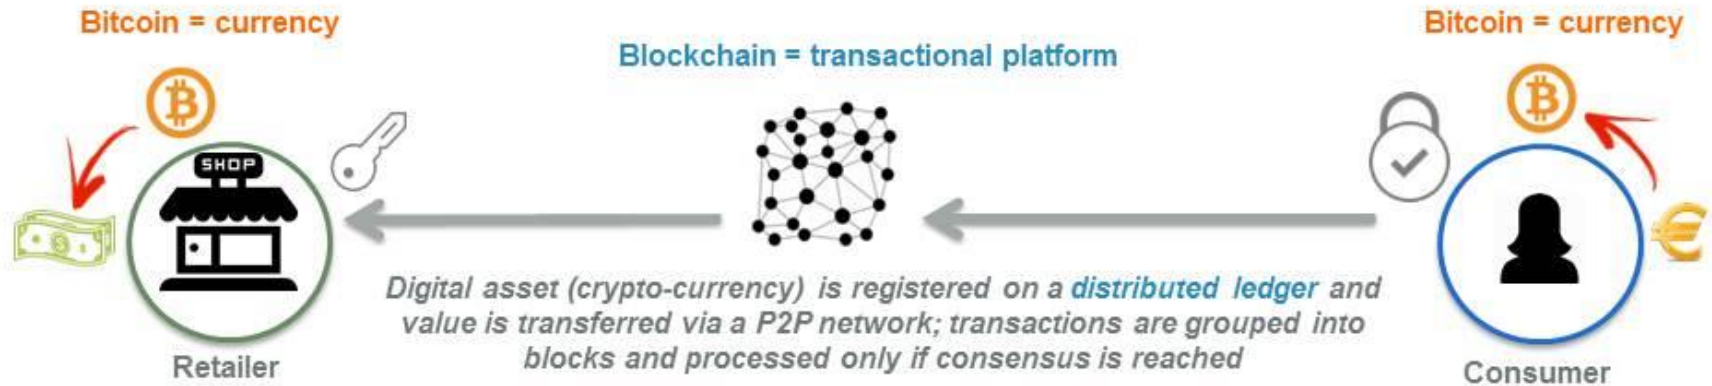 Bitcoin = currency
Bitcoin = currency
Blockchain = transactional platform
SHOP
Digital asset (crypto-currency) is registered on a distributed ledger and
value is transferred via a P2P network; transactions are grouped into
blocks and processed only if consensus is reached
Retailer
Consumer